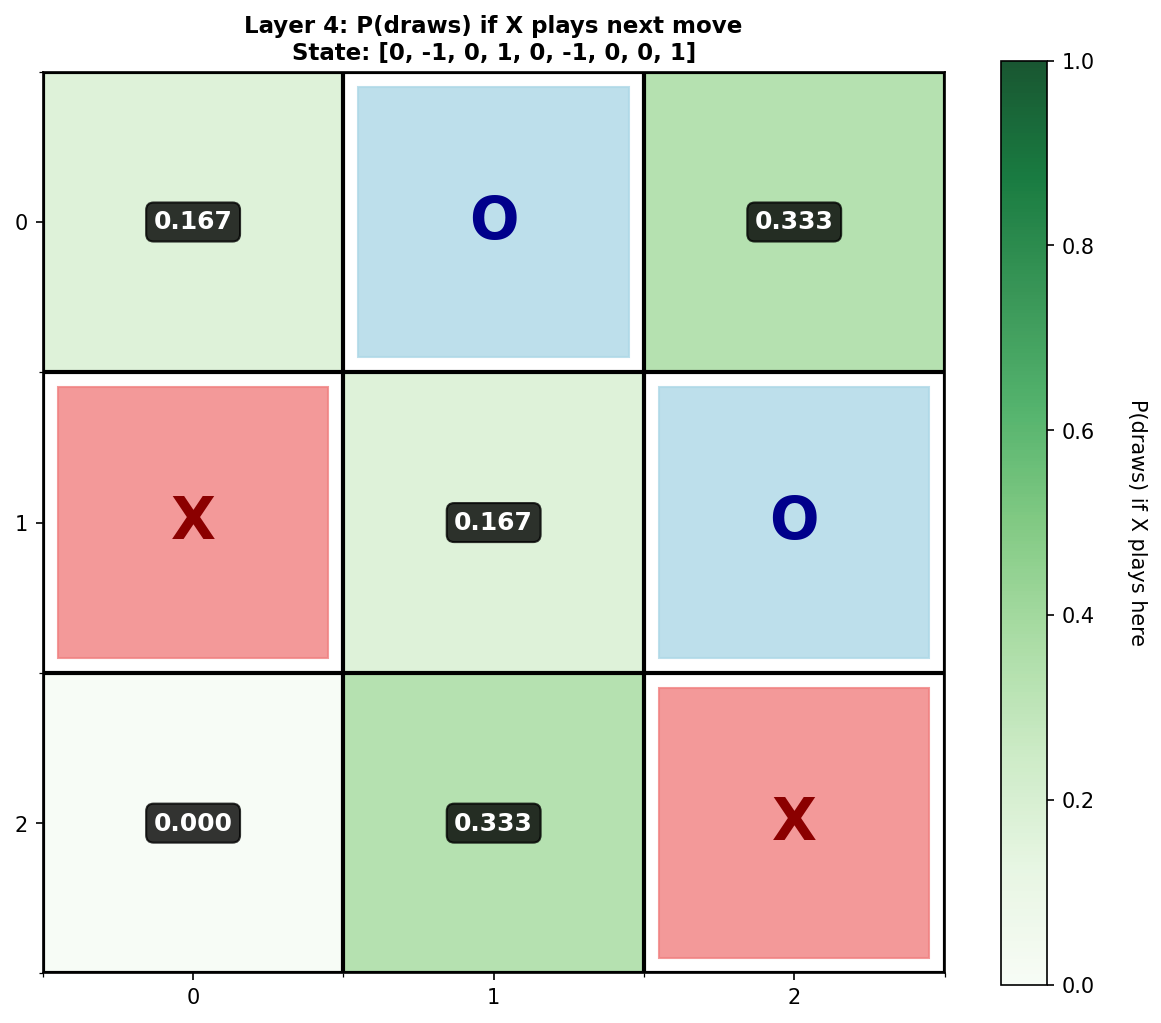 Layer 4: P(draws) if X plays next move
State: [0, -1, 0, 1, 0, -1, 0, 0, 1]
0.167
O
0.333
X
0.167
O
0.000
0.333
X
0
1
2
0
1
2
1.0
0.8
0.6
0.4
0.2
0.0
P(draws) if X plays here